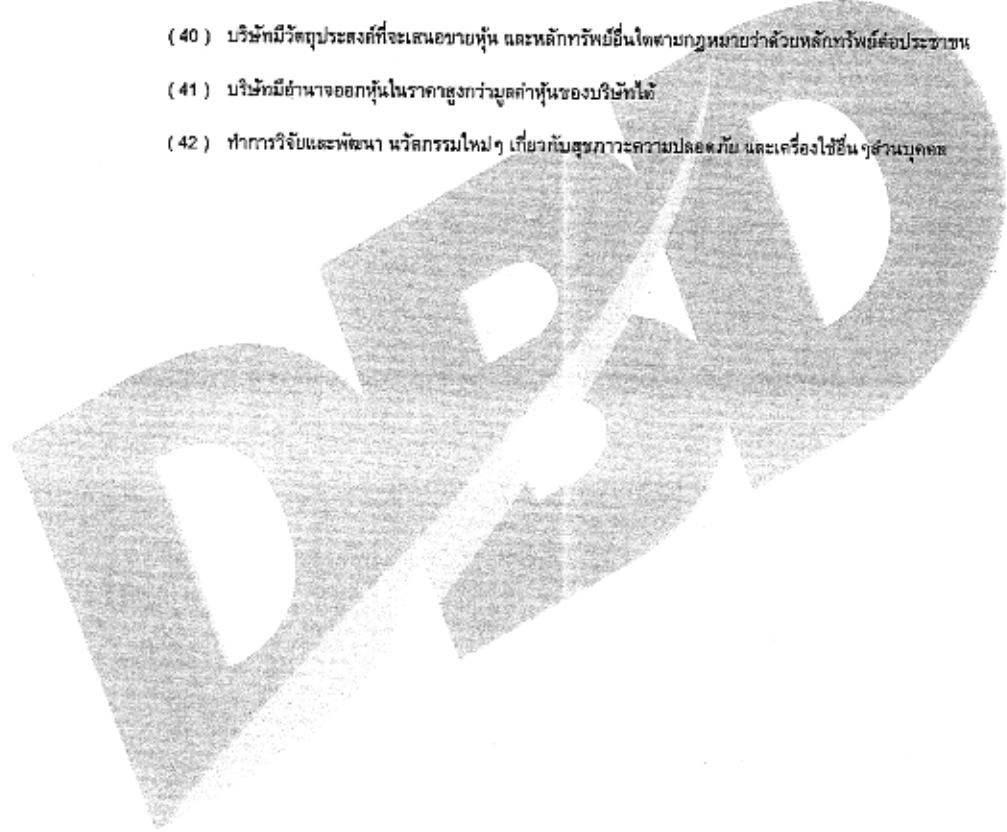 ( 40 ) บริษัทมีวัตถุประสงค์ที่จะเสนอขายหุ้น และหลักทรัพย์อื่นใดตามกฎหมายว่าด้วยหลักทรัพย์ต่อประชาชน
( 41 ) บริษัทมีอำนาจออกหุ้นในราคาสูงกว่ามูลค่าหุ้นของบริษัทได้
( 42 ) ทำการวิจัยและพัฒนา นวัตกรรมใหม่ๆ เกี่ยวกับสุขภาวะความปลอดภัย และเครื่องใช้อื่น ๆส่วนบุคคล
DBD